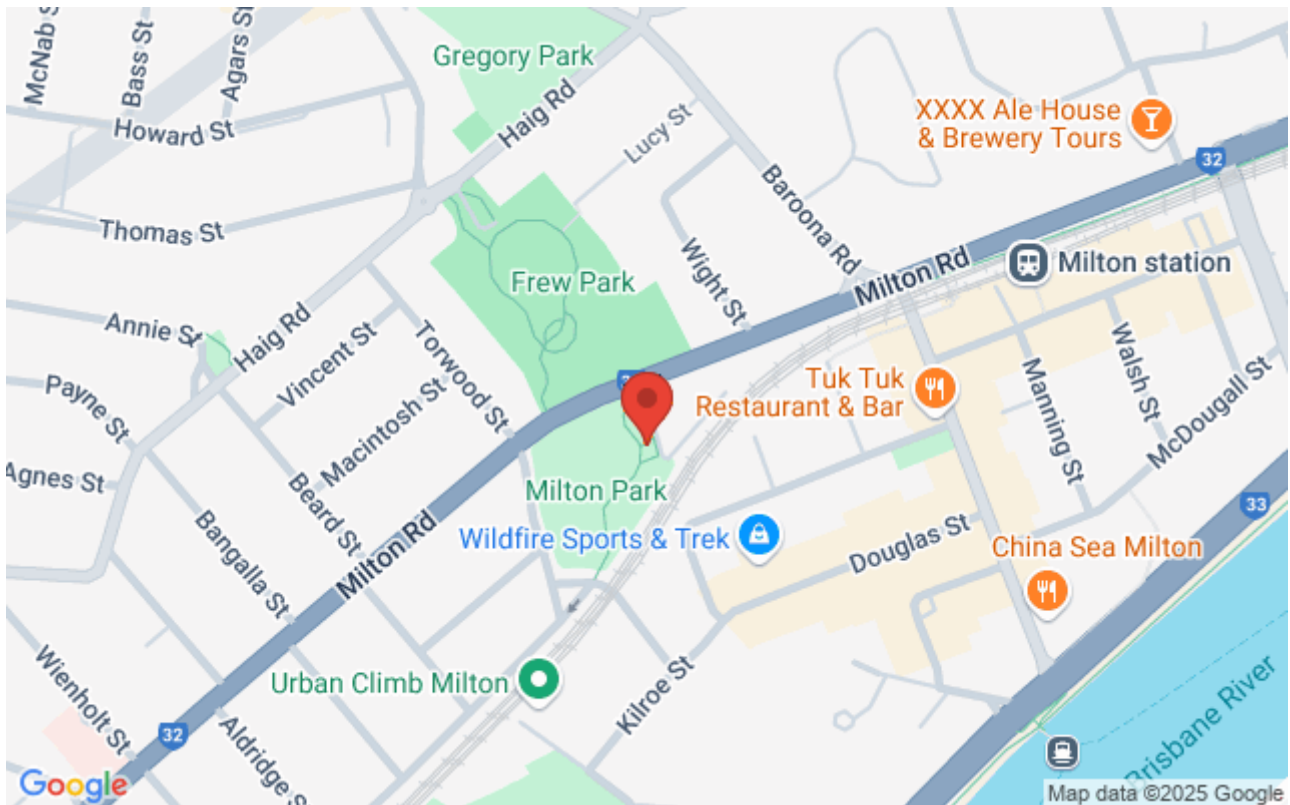 McNab S
Bass St
Agars St
Gregory Park
Haig Rd
Howard St
Lucy St
XXXX Ale House
& Brewery Tours
32
Baroona Rd
Thomas St
Wight St
Milton Rd
Milton station
Frew Park
Annie St
Haig Rd
Vincent St
Torwood St
Walsh St
Manning St
McDougall St
Tuk Tuk
Restaurant & Bar
Payne St
Macintosh St
Agnes St
Beard St
Milton Park
Bangalla St
Milton Rd
Wildfire Sports & Trek
Douglas St
33
China Sea Milton
Wienholt St
Urban Climb Milton
Kilroe St
Aldridge S
32
Brisbane River
Google
Map data ©2025 Google